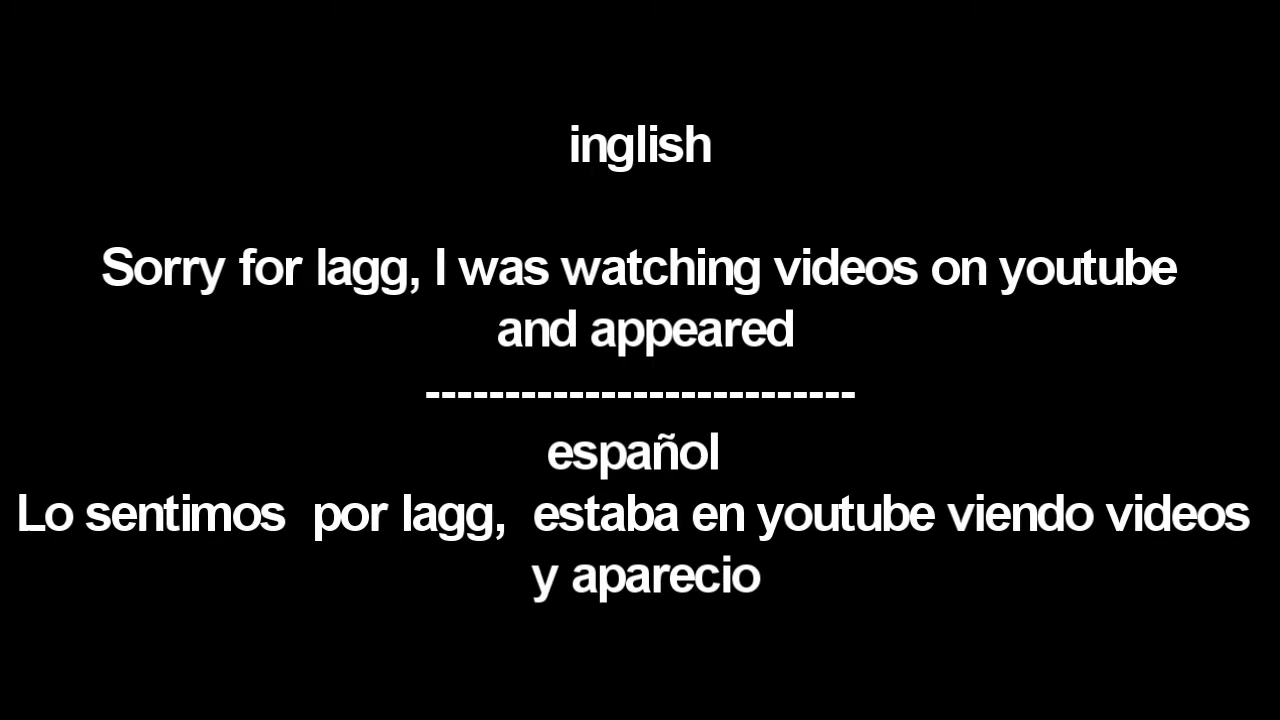 inglish
Sorry for lagg, I was watching videos on youtube
and appeared
---------------------------
español
Lo sentimos  por lagg,  estaba en youtube viendo videos
y aparecio